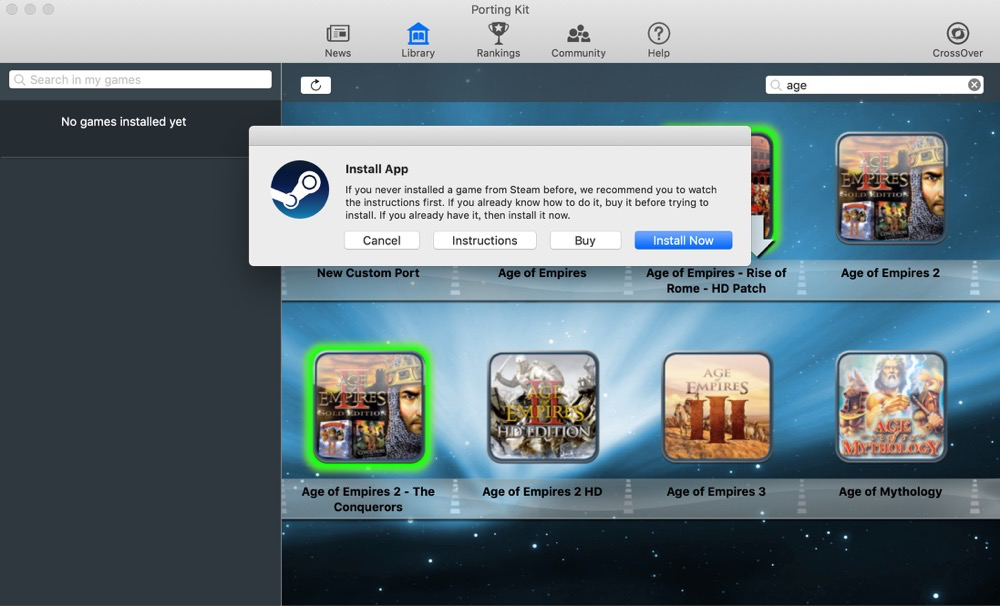 Porting Kit
News
Library
Rankings
Community
Help
CrossOver
Search in my games
age
No games installed yet
Install App
If you never installed a game from Steam before, we recommend you to watch
the instructions first. If you already know how to do it, buy it before trying to
install. If you already have it, then install it now.
Cancel
Instructions
Buy
Install Now
AGE
EMPIRES
II
GOLD EDITION
New Custom Port
Age of Empires
Age of Empires - Rise of
Rome - HD Patch
Age of Empires 2
AGE
EMPIRES
II
GOLD EDITION
AGE
EMPIRES
II
HD EDITION
AGE
of
EMPIRES
III
AGE
OF
MYTHOLOGY
Age of Empires 2 - The
Conquerors
Age of Empires 2 HD
Age of Empires 3
Age of Mythology